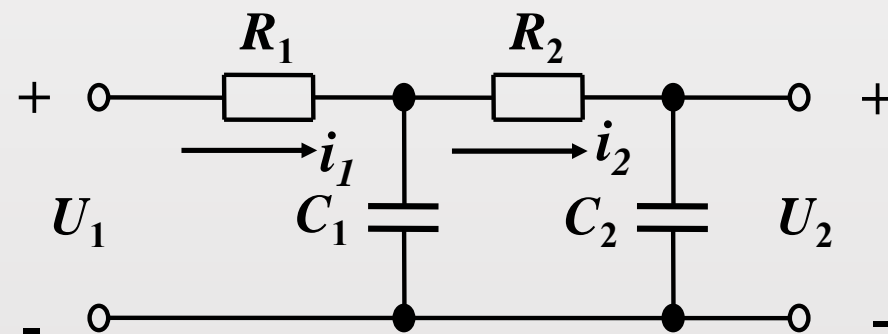 R₁ R₂
+ +
i₁ i₂
U₁ C₁ C₂ U₂
- -